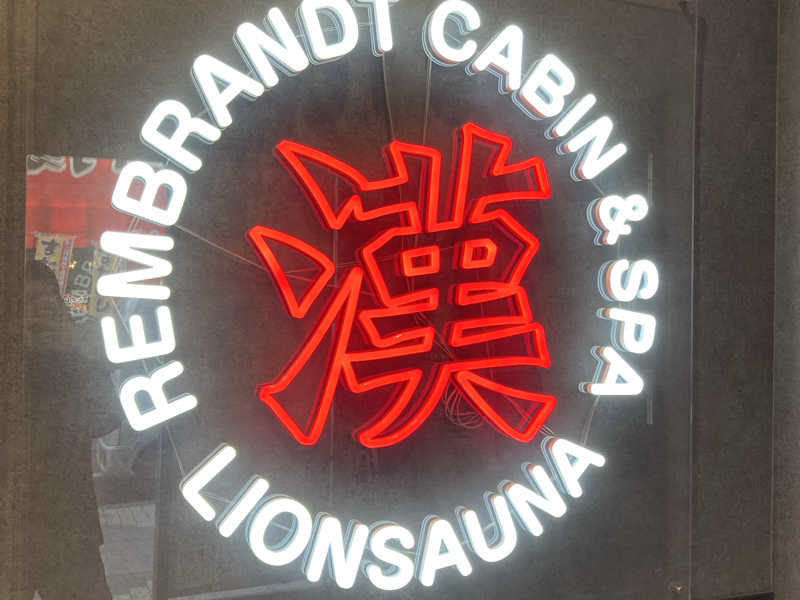 REMBRANDT CABIN & SPA
漢
LIONSAUNA